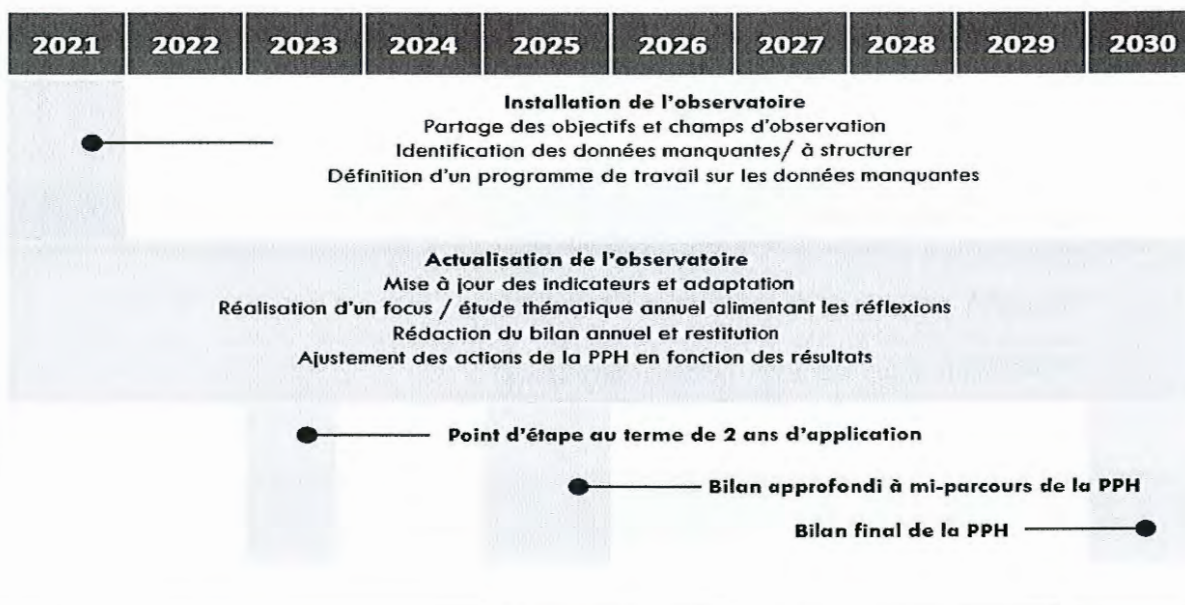 2021 2022 2023 2024 2025 2026 2027 2028 2029 2030
Installation de l'observatoire
Partage des objectifs et champs d'observation
Identification des données manquantes/ à structurer
Définition d'un programme de travail sur les données manquantes
Actualisation de l'observatoire
Mise à jour des indicateurs et adaptation
Réalisation d'un focus / étude thématique annuel alimentant les réflexions
Rédaction du bilan annuel et restitution
Ajustement des actions de la PPH en fonction des résultats
Point d'étape au terme de 2 ans d'application
Bilan approfondi à mi-parcours de la PPH
Bilan final de la PPH